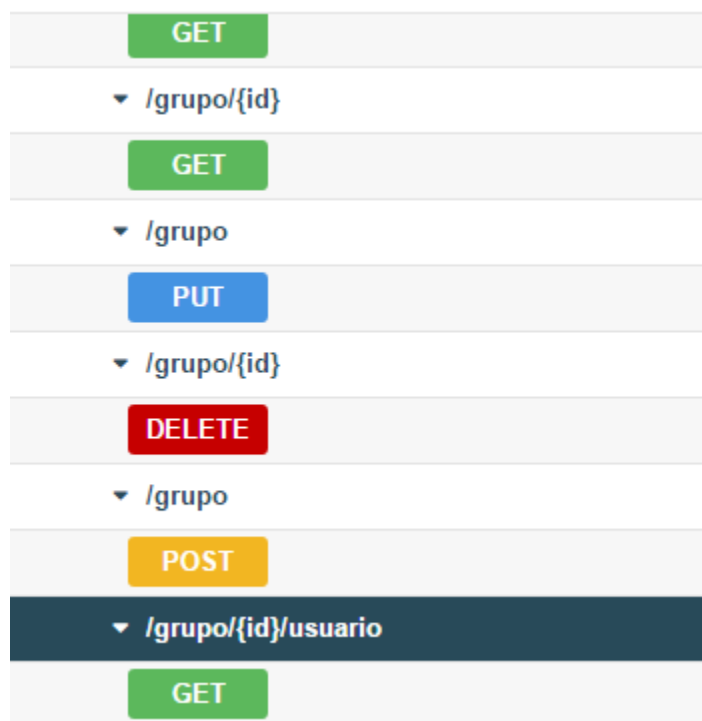 GET
/grupo/{id}
GET
/grupo
PUT
/grupo/{id}
DELETE
/grupo
POST
/grupo/{id}/usuario
GET